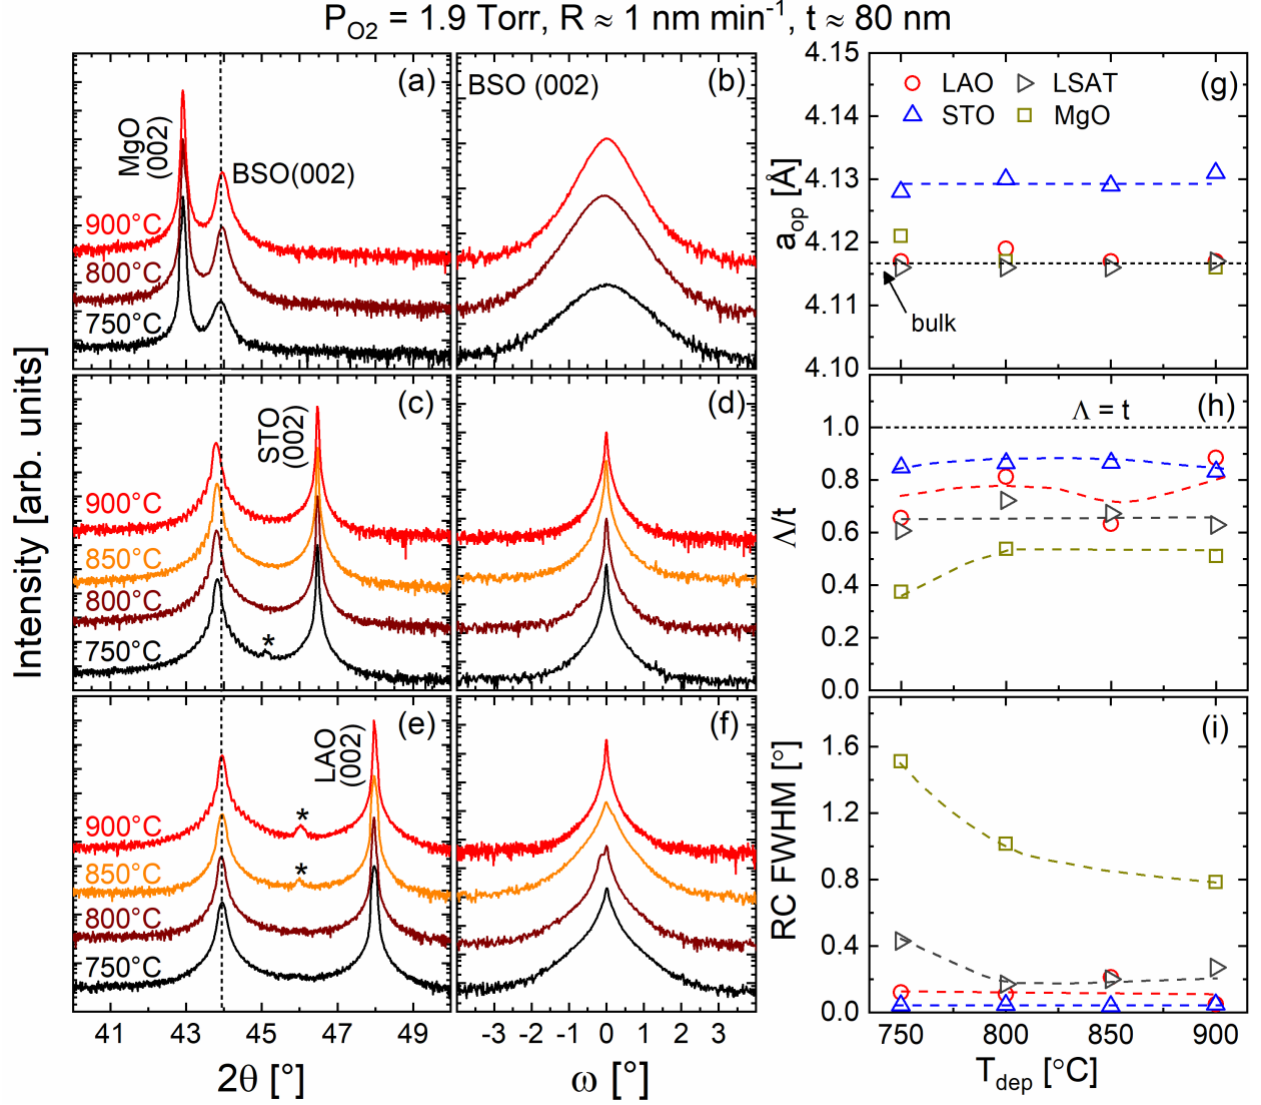 P_O2 = 1.9 Torr, R ≈ 1 nm min⁻¹, t ≈ 80 nm
Intensity [arb. units]
(a)
MgO
(002)
BSO(002)
900°C
800°C
750°C
(b)
BSO (002)
(c)
STO
(002)
900°C
850°C
800°C
750°C
*
(d)
(e)
LAO
(002)
900°C
*
850°C
*
800°C
750°C
(f)
41 43 45 47 49
2θ [°]
-3 -2 -1 0 1 2 3
ω [°]
(g)
LAO
LSAT
STO
MgO
4.15
4.14
4.13
4.12
4.11
4.10
a_op [Å]
bulk
(h)
Λ = t
1.0
0.8
0.6
0.4
0.2
0.0
Λ/t
(i)
1.6
1.2
0.8
0.4
0.0
RC FWHM [°]
750 800 850 900
T_dep [°C]